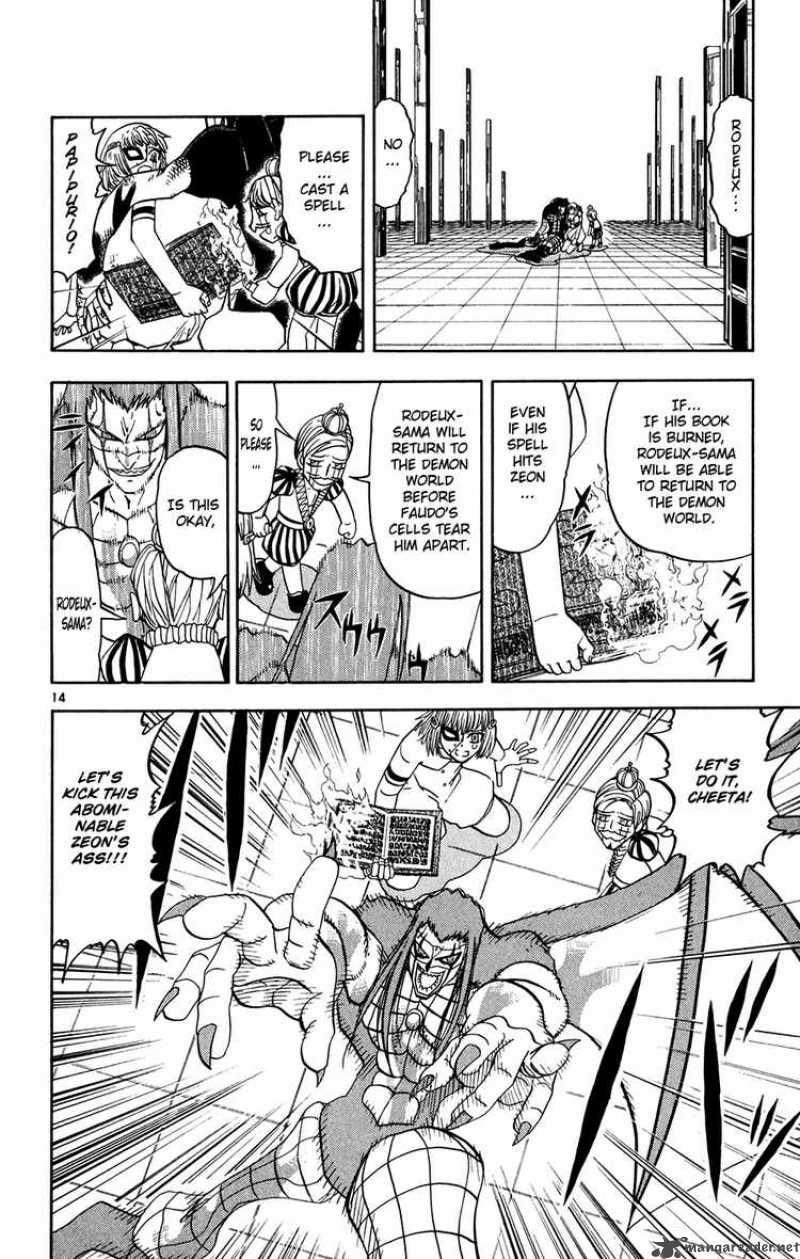 RODEUX...
NO
...
PLEASE
...
CAST A
SPELL
...
PAPIPURIO!
IF...
IF HIS BOOK
IS BURNED,
RODEUX-SAMA
WILL BE ABLE
TO RETURN
TO THE
DEMON
WORLD.
EVEN
IF HIS
SPELL
HITS
ZEON
...
RODEUX-
SAMA WILL
RETURN TO
THE DEMON
WORLD
BEFORE
FAUDO'S
CELLS TEAR
HIM APART.
SO
PLEASE
...
スウウ
IS THIS
OKAY,
RODEUX-
SAMA?
14
LET'S
DO IT,
CHEETA!
LET'S
KICK THIS
ABOMI-
NABLE
ZEON'S
ASS!!!
mangareader.net